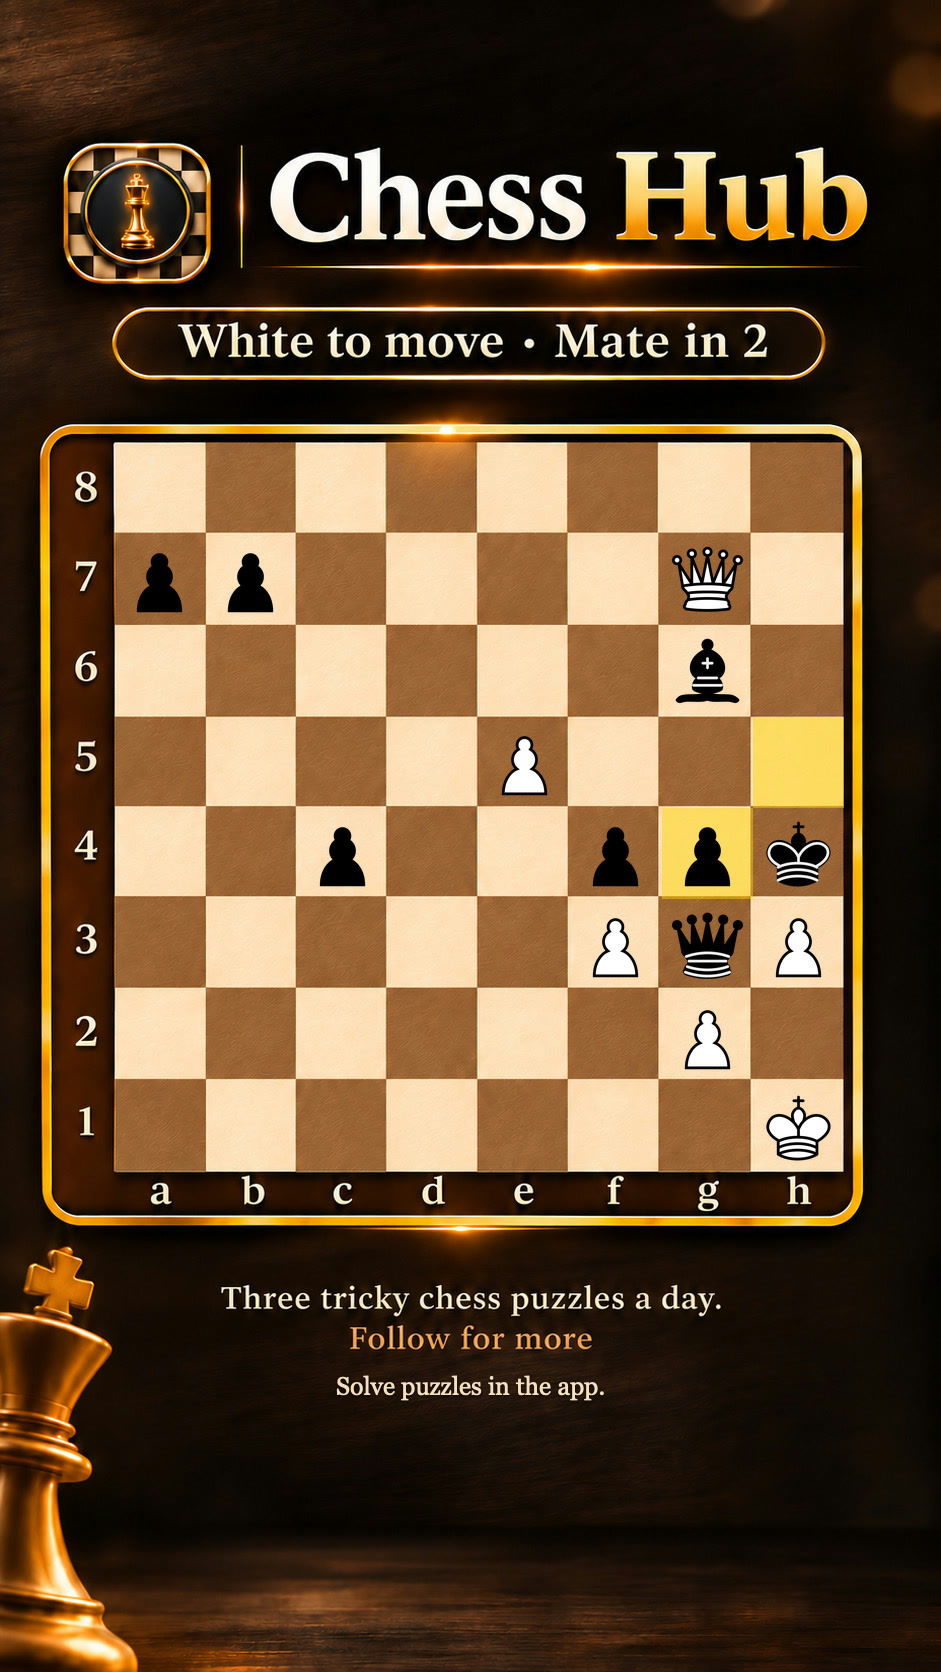 Chess Hub
White to move • Mate in 2
8
7
6
5
4
3
2
1
a b c d e f g h
Three tricky chess puzzles a day.
Follow for more
Solve puzzles in the app.